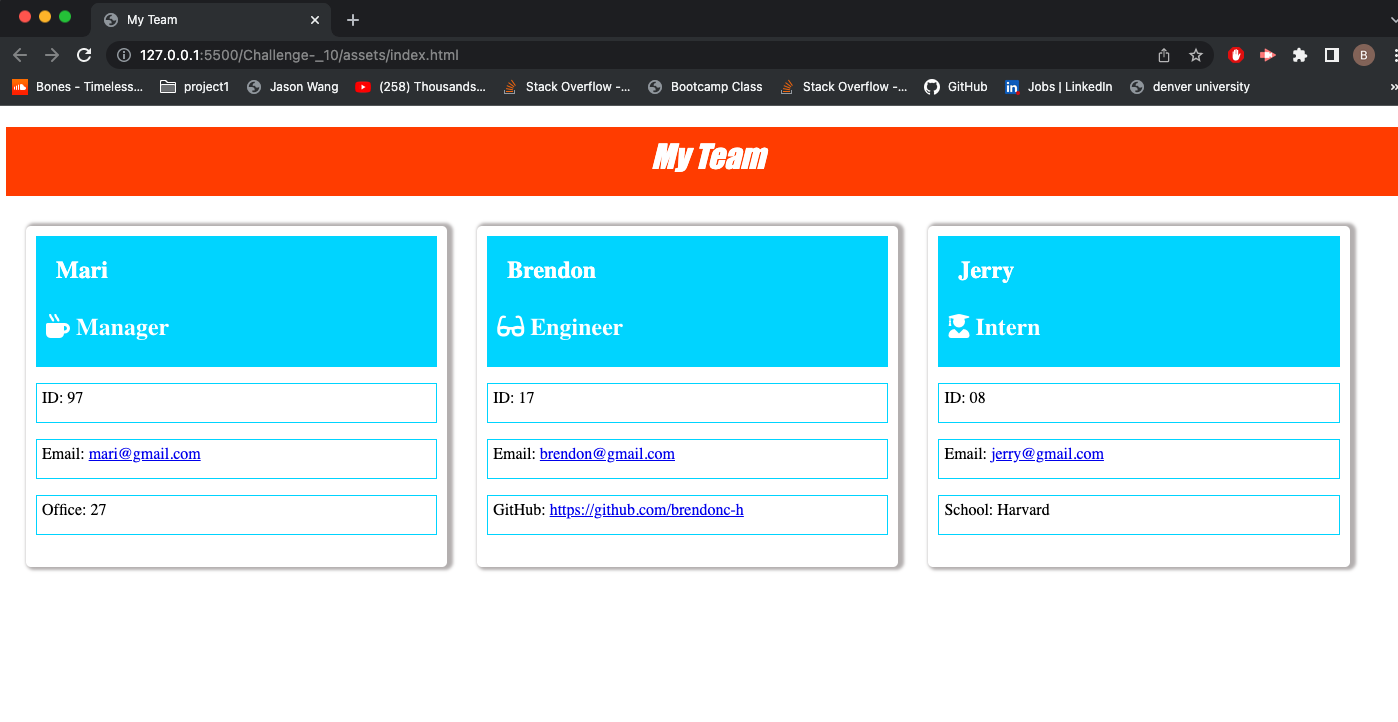 My Team
127.0.0.1:5500/Challenge-_10/assets/index.html
B
Bones - Timeless... project1 Jason Wang (258) Thousands... Stack Overflow -... Bootcamp Class Stack Overflow -... GitHub Jobs | LinkedIn denver university
My Team
Mari
Manager
ID: 97
Email: mari@gmail.com
Office: 27
Brendon
Engineer
ID: 17
Email: brendon@gmail.com
GitHub: https://github.com/brendonc-h
Jerry
Intern
ID: 08
Email: jerry@gmail.com
School: Harvard